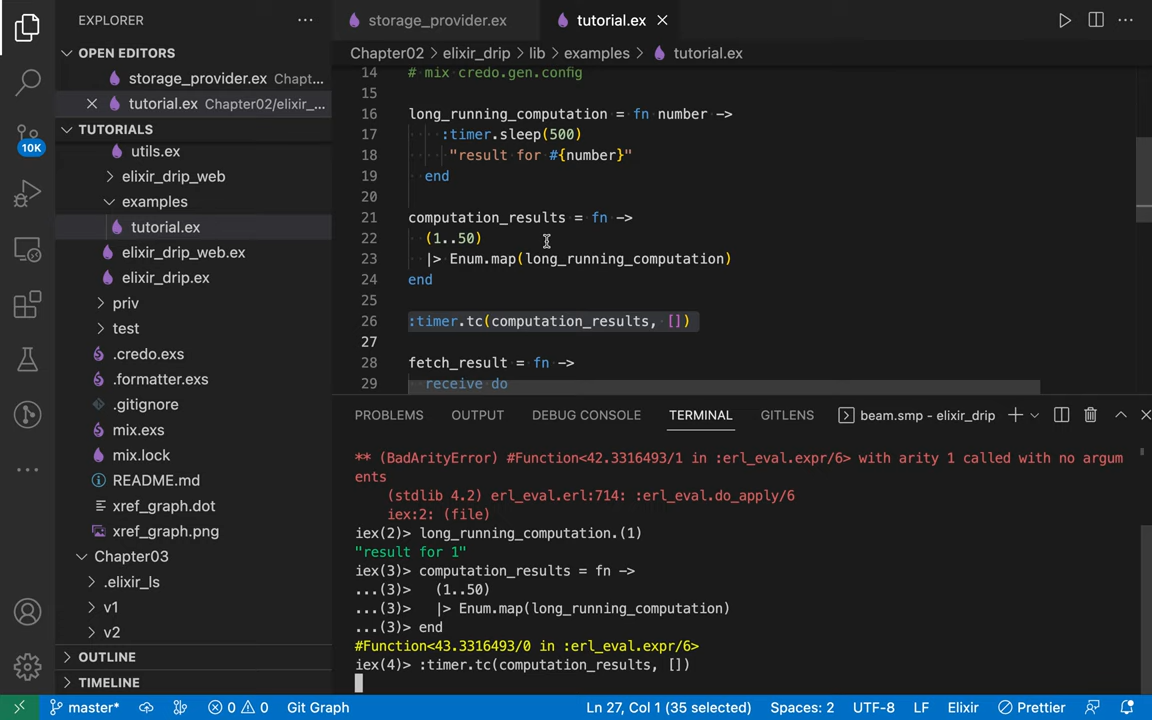 EXPLORER
OPEN EDITORS
storage_provider.ex Chapt...
tutorial.ex Chapter02/elixir_...
TUTORIALS
utils.ex
elixir_drip_web
examples
tutorial.ex
elixir_drip_web.ex
elixir_drip.ex
priv
test
.credo.exs
.formatter.exs
.gitignore
mix.exs
mix.lock
README.md
xref_graph.dot
xref_graph.png
Chapter03
.elixir_ls
v1
v2
OUTLINE
TIMELINE
10K
storage_provider.ex
tutorial.ex
Chapter02 > elixir_drip > lib > examples > tutorial.ex
14 # mix credo.gen.config
15
16 long_running_computation = fn number ->
17 :timer.sleep(500)
18 "result for #{number}"
19 end
20
21 computation_results = fn ->
22 (1..50)
23 |> Enum.map(long_running_computation)
24 end
25
26 :timer.tc(computation_results, [])
27
28 fetch_result = fn ->
29 receive do
PROBLEMS OUTPUT DEBUG CONSOLE TERMINAL GITLENS beam.smp - elixir_drip
** (BadArityError) #Function<42.3316493/1 in :erl_eval.expr/6> with arity 1 called with no argum
ents
(stdlib 4.2) erl_eval.erl:714: :erl_eval.do_apply/6
iex:2: (file)
iex(2)> long_running_computation.(1)
"result for 1"
iex(3)> computation_results = fn ->
...(3)> (1..50)
...(3)> |> Enum.map(long_running_computation)
...(3)> end
#Function<43.3316493/0 in :erl_eval.expr/6>
iex(4)> :timer.tc(computation_results, [])
master* 0 0 Git Graph Ln 27, Col 1 (35 selected) Spaces: 2 UTF-8 LF Elixir Prettier